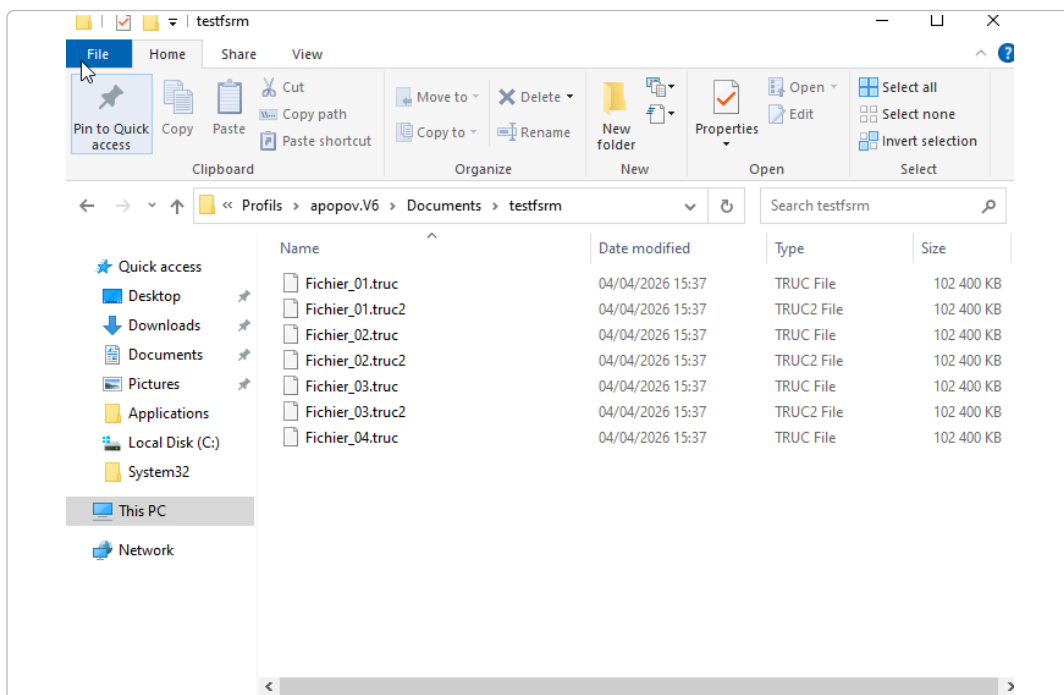 testfsrm
File Home Share View
Pin to Quick access
Copy
Paste
Cut
Copy path
Paste shortcut
Clipboard
Move to
Copy to
Delete
Rename
Organize
New folder
New
Properties
Open
Edit
Open
Select all
Select none
Invert selection
Select
« Profils > apopov.V6 > Documents > testfsrm
Search testfsrm
Quick access
Desktop
Downloads
Documents
Pictures
Applications
Local Disk (C:)
System32
This PC
Network
Name Date modified Type Size
Fichier_01.truc 04/04/2026 15:37 TRUC File 102 400 KB
Fichier_01.truc2 04/04/2026 15:37 TRUC2 File 102 400 KB
Fichier_02.truc 04/04/2026 15:37 TRUC File 102 400 KB
Fichier_02.truc2 04/04/2026 15:37 TRUC2 File 102 400 KB
Fichier_03.truc 04/04/2026 15:37 TRUC File 102 400 KB
Fichier_03.truc2 04/04/2026 15:37 TRUC2 File 102 400 KB
Fichier_04.truc 04/04/2026 15:37 TRUC File 102 400 KB